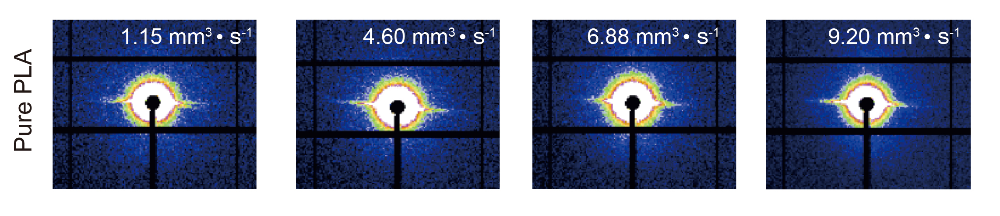 Pure PLA
1.15 mm³• s⁻¹
4.60 mm³• s⁻¹
6.88 mm³• s⁻¹
9.20 mm³• s⁻¹